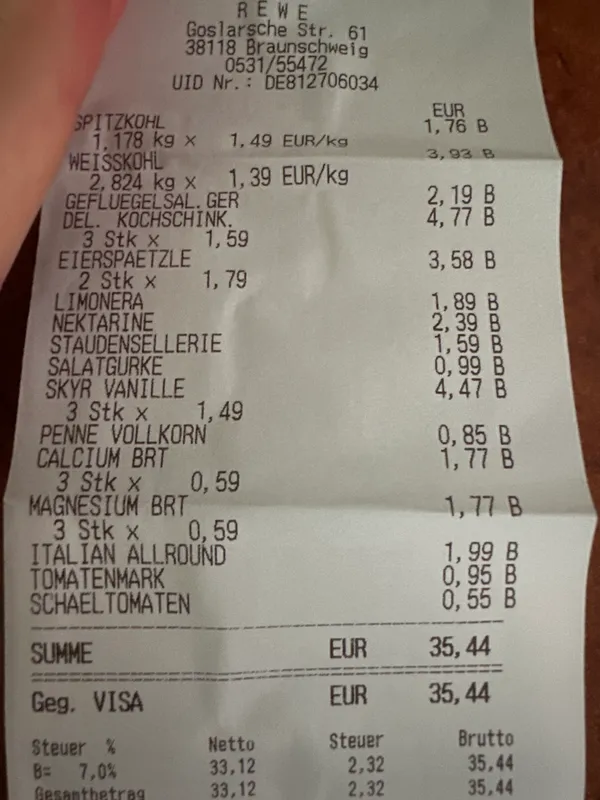 R E W E
Goslarsche Str. 61
38118 Braunschweig
0531/55472
UID Nr.: DE812706034
EUR
SPITZKOHL 1,76 B
1,178 kg x 1,49 EUR/kg
WEISSKOHL 3,93 B
2,824 kg x 1,39 EUR/kg
GEFLUEGELSAL.GER 2,19 B
DEL. KOCHSCHINK. 4,77 B
3 Stk x 1,59
EIERSPAETZLE 3,58 B
2 Stk x 1,79
LIMONERA 1,89 B
NEKTARINE 2,39 B
STAUDENSELLERIE 1,59 B
SALATGURKE 0,99 B
SKYR VANILLE 4,47 B
3 Stk x 1,49
PENNE VOLLKORN 0,85 B
CALCIUM BRT 1,77 B
3 Stk x 0,59
MAGNESIUM BRT 1,77 B
3 Stk x 0,59
ITALIAN ALLROUND 1,99 B
TOMATENMARK 0,95 B
SCHAELTOMATEN 0,55 B
SUMME EUR 35,44
Geg. VISA EUR 35,44
Steuer % Netto Steuer Brutto
B= 7,0% 33,12 2,32 35,44
Gesamtbetrag 33,12 2,32 35,44